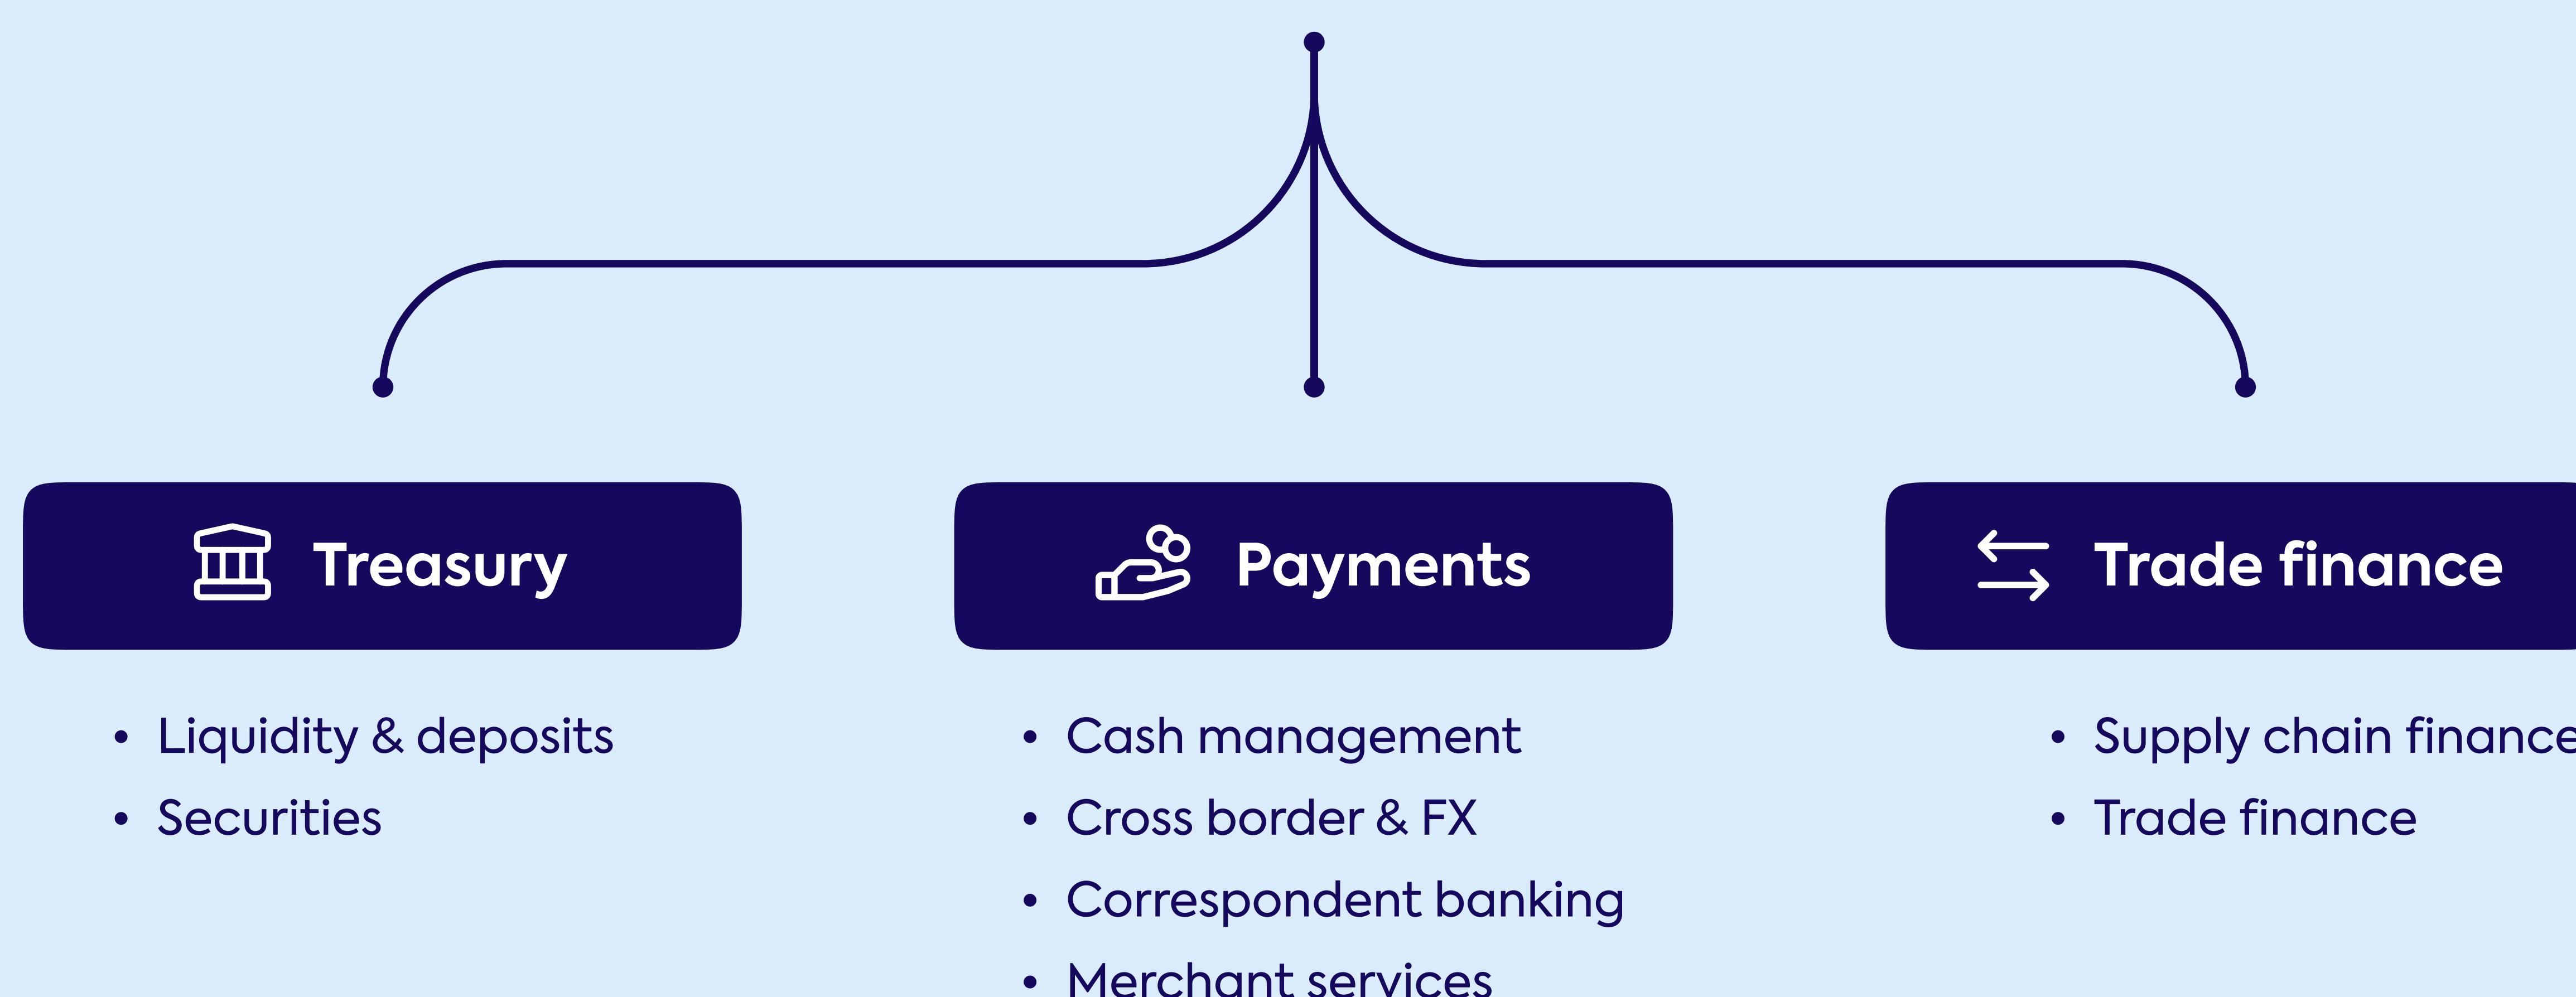 Treasury
• Liquidity & deposits
• Securities
Payments
• Cash management
• Cross border & FX
• Correspondent banking
• Merchant services
Trade finance
• Supply chain finance
• Trade finance